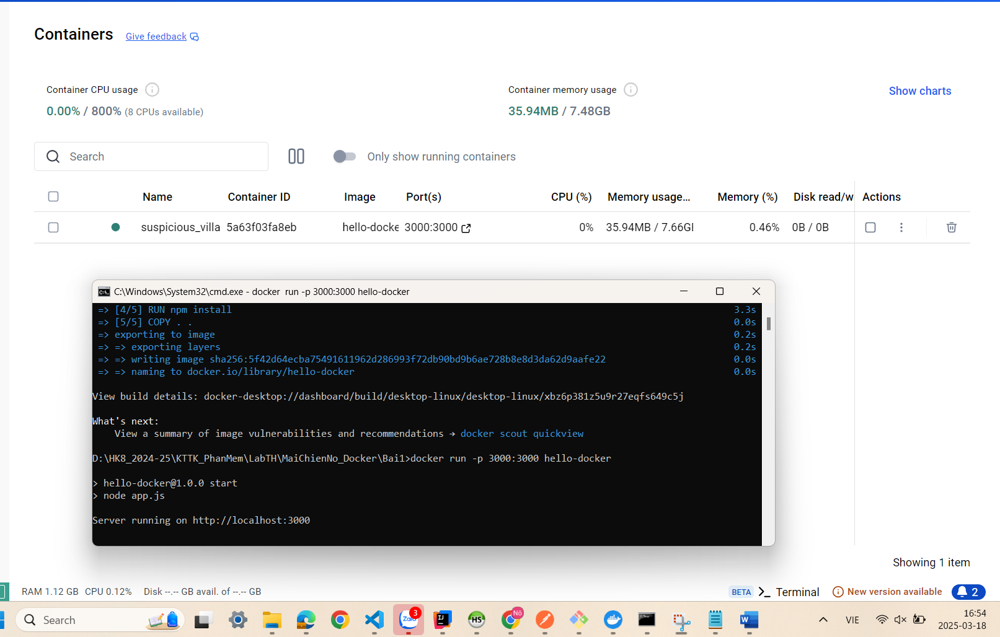 Containers Give feedback
Container CPU usage
Container memory usage
Show charts
0.00% / 800% (8 CPUs available)
35.94MB / 7.48GB
Search
Only show running containers
Name Container ID Image Port(s) CPU (%) Memory usage... Memory (%) Disk read/w Actions
suspicious_villa 5a63f03fa8eb hello-docke 3000:3000 0% 35.94MB / 7.66GI 0.46% 0B / 0B
C:\Windows\System32\cmd.exe - docker run -p 3000:3000 hello-docker
=> [4/5] RUN npm install 3.3s
=> [5/5] COPY . . 0.0s
=> exporting to image 0.2s
=> => exporting layers 0.2s
=> => writing image sha256:5f42d64ecba75491611962d286993f72db90bd9b6ae728b8e8d3da62d9aafe22 0.0s
=> => naming to docker.io/library/hello-docker 0.0s
View build details: docker-desktop://dashboard/build/desktop-linux/desktop-linux/xbz6p381z5u9r27eqfs649c5j
What's next:
View a summary of image vulnerabilities and recommendations → docker scout quickview
D:\HK8_2024-25\KTTK_PhanMem\LabTH\MaiChienNo_Docker\Bai1>docker run -p 3000:3000 hello-docker
> hello-docker@1.0.0 start
> node app.js
Server running on http://localhost:3000
Showing 1 item
RAM 1.12 GB CPU 0.12% Disk --.-- GB avail. of --.-- GB
BETA Terminal New version available 2
Search
Zalo 3
IJ
HS
Nô
W
VIE
16:54
2025-03-18